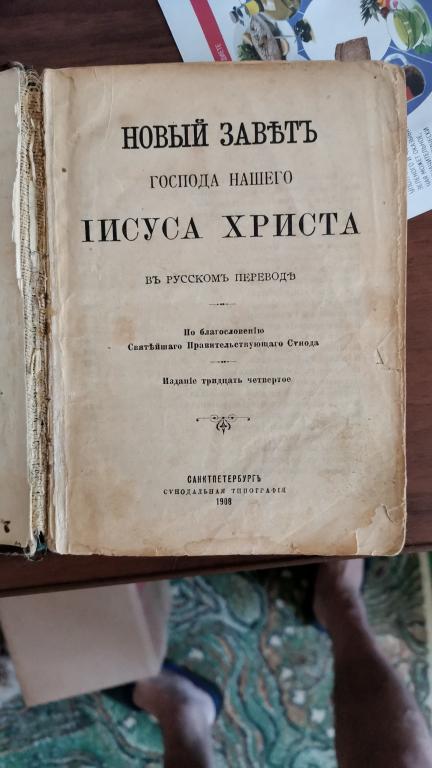 НОВЫЙ ЗАВѢТЪ
ГОСПОДА НАШЕГО
IИСУСА ХРИСТА
ВЪ РУССКОМЪ ПЕРЕВОДѢ
По благословенію
Святѣйшаго Правительствующаго Сѵнода
Изданіе тридцать четвертое
САНКТПЕТЕРБУРГЪ
СѴНОДАЛЬНАЯ ТИПОГРАФІЯ
1908